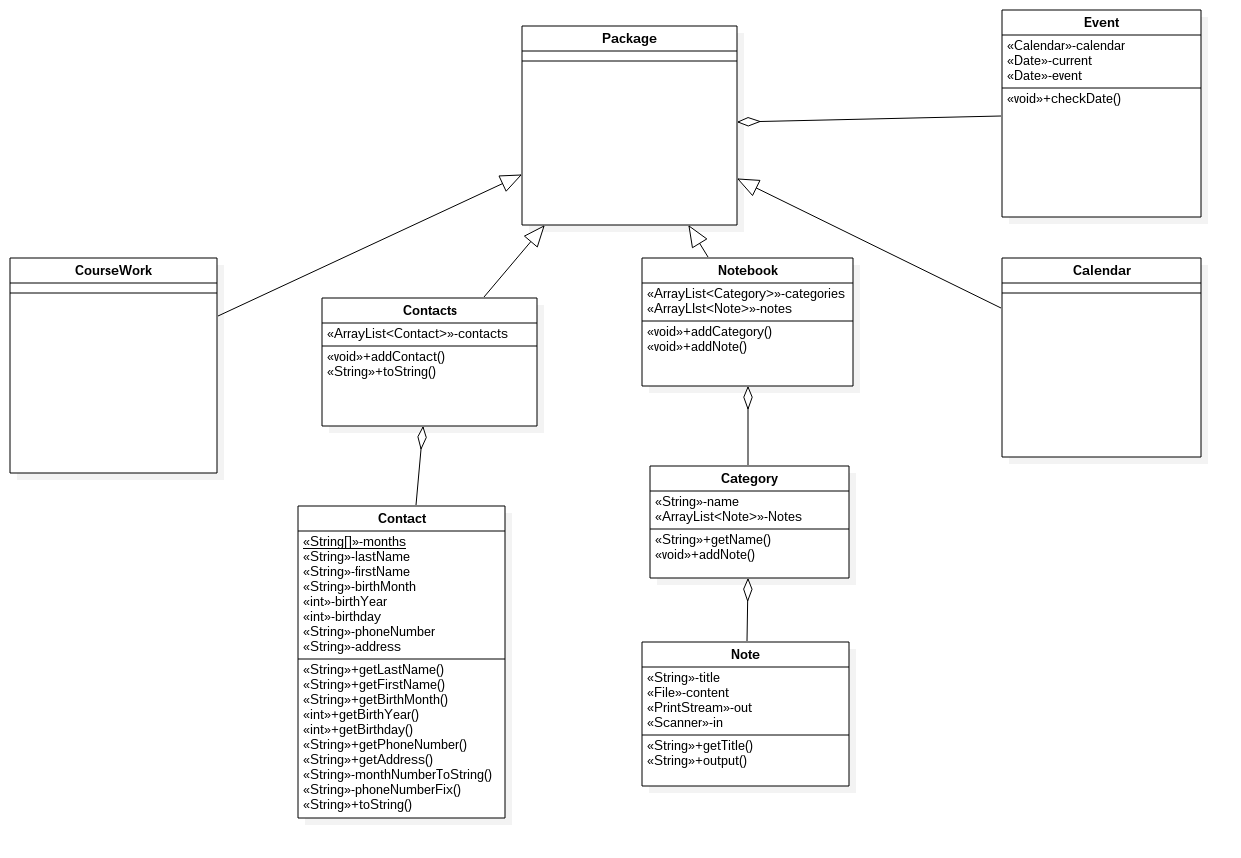 Package
Event
«Calendar»-calendar
«Date»-current
«Date»-event
«void»+checkDate()
CourseWork
Contacts
«ArrayList<Contact>»-contacts
«void»+addContact()
«String»+toString()
Notebook
«ArrayList<Category>»-categories
«ArrayLIst<Note>»-notes
«void»+addCategory()
«void»+addNote()
Calendar
Contact
«String[]»-months
«String»-lastName
«String»-firstName
«String»-birthMonth
«int»-birthYear
«int»-birthday
«String»-phoneNumber
«String»-address
«String»+getLastName()
«String»+getFirstName()
«String»+getBirthMonth()
«int»+getBirthYear()
«int»+getBirthday()
«String»+getPhoneNumber()
«String»+getAddress()
«String»-monthNumberToString()
«String»-phoneNumberFix()
«String»+toString()
Category
«String»-name
«ArrayList<Note>»-Notes
«String»+getName()
«void»+addNote()
Note
«String»-title
«File»-content
«PrintStream»-out
«Scanner»-in
«String»+getTitle()
«String»+output()